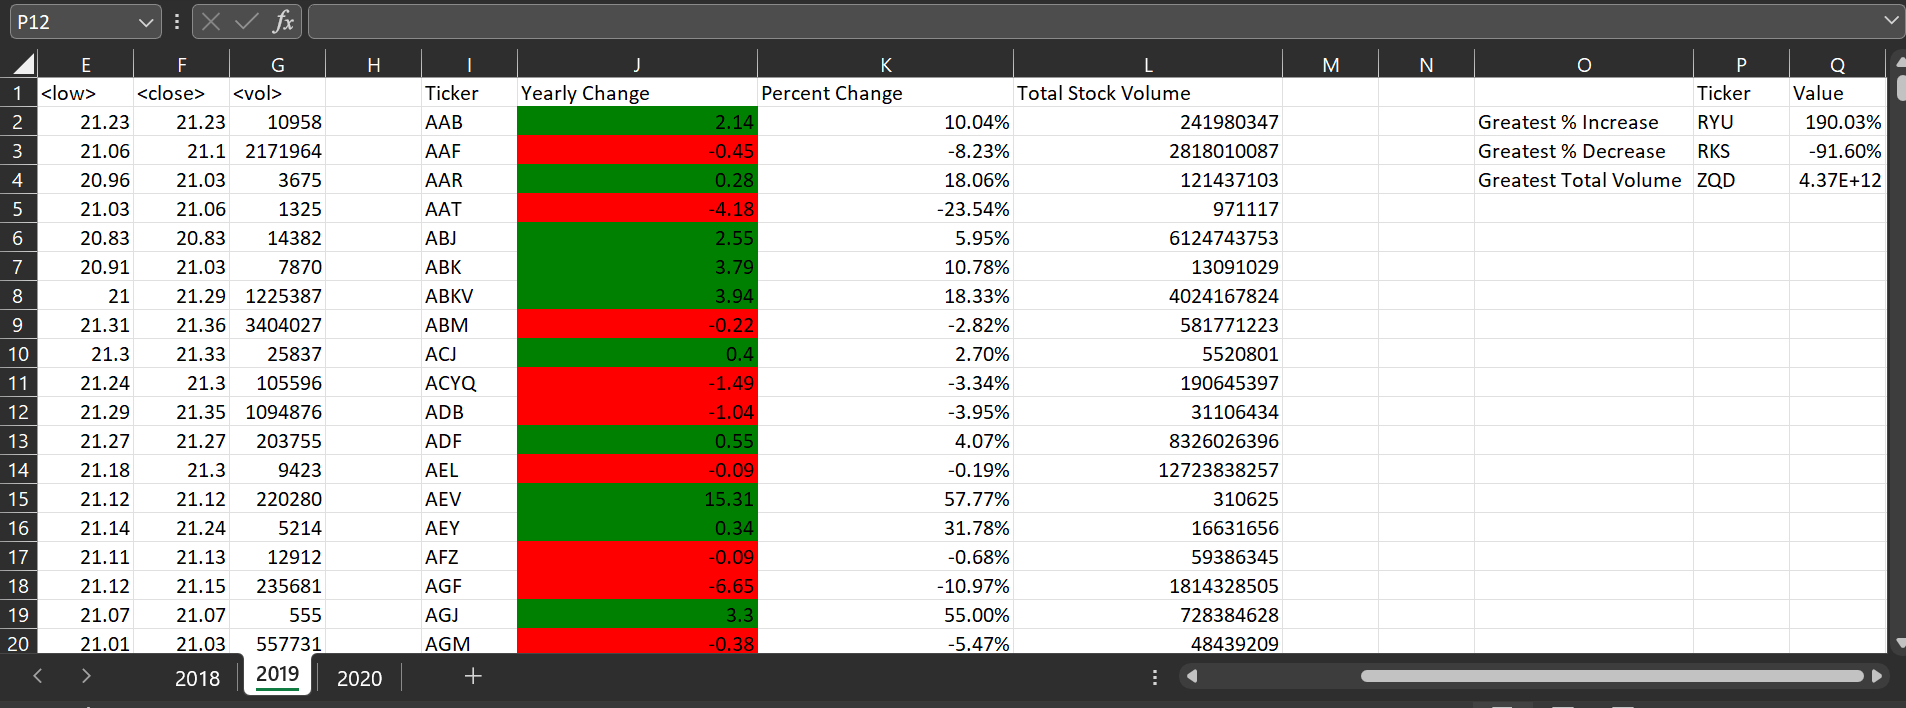 P12 fx
E F G H I J K L M N O P Q
1 <low> <close> <vol> Ticker Yearly Change Percent Change Total Stock Volume Ticker Value
2 21.23 21.23 10958 AAB 2.14 10.04% 241980347 Greatest % Increase RYU 190.03%
3 21.06 21.1 2171964 AAF -0.45 -8.23% 2818010087 Greatest % Decrease RKS -91.60%
4 20.96 21.03 3675 AAR 0.28 18.06% 121437103 Greatest Total Volume ZQD 4.37E+12
5 21.03 21.06 1325 AAT -4.18 -23.54% 971117
6 20.83 20.83 14382 ABJ 2.55 5.95% 6124743753
7 20.91 21.03 7870 ABK 3.79 10.78% 13091029
8 21 21.29 1225387 ABKV 3.94 18.33% 4024167824
9 21.31 21.36 3404027 ABM -0.22 -2.82% 581771223
10 21.3 21.33 25837 ACJ 0.4 2.70% 5520801
11 21.24 21.3 105596 ACYQ -1.49 -3.34% 190645397
12 21.29 21.35 1094876 ADB -1.04 -3.95% 31106434
13 21.27 21.27 203755 ADF 0.55 4.07% 8326026396
14 21.18 21.3 9423 AEL -0.09 -0.19% 12723838257
15 21.12 21.12 220280 AEV 15.31 57.77% 310625
16 21.14 21.24 5214 AEY 0.34 31.78% 16631656
17 21.11 21.13 12912 AFZ -0.09 -0.68% 59386345
18 21.12 21.15 235681 AGF -6.65 -10.97% 1814328505
19 21.07 21.07 555 AGJ 3.3 55.00% 728384628
20 21.01 21.03 557731 AGM -0.38 -5.47% 48439209
2018 2019 2020 +